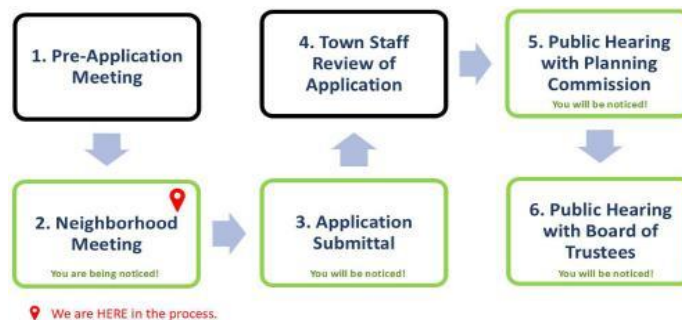 1. Pre-Application
Meeting
2. Neighborhood
Meeting
You are being noticed!
3. Application
Submittal
You will be noticed!
4. Town Staff
Review of
Application
5. Public Hearing
with Planning
Commission
You will be noticed!
6. Public Hearing
with Board of
Trustees
You will be noticed!
We are HERE in the process.